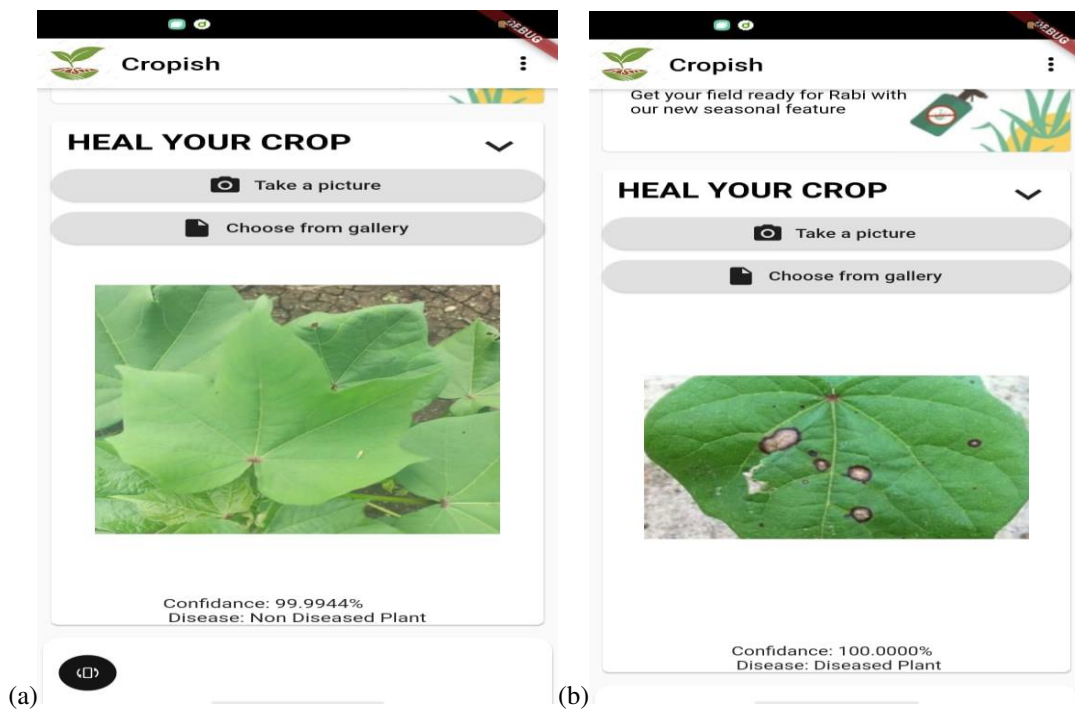 DEBUG
Cropish
HEAL YOUR CROP
Take a picture
Choose from gallery
Confidance: 99.9944%
Disease: Non Diseased Plant
(a)
DEBUG
Cropish
Get your field ready for Rabi with
our new seasonal feature
HEAL YOUR CROP
Take a picture
Choose from gallery
Confidance: 100.0000%
Disease: Diseased Plant
(b)